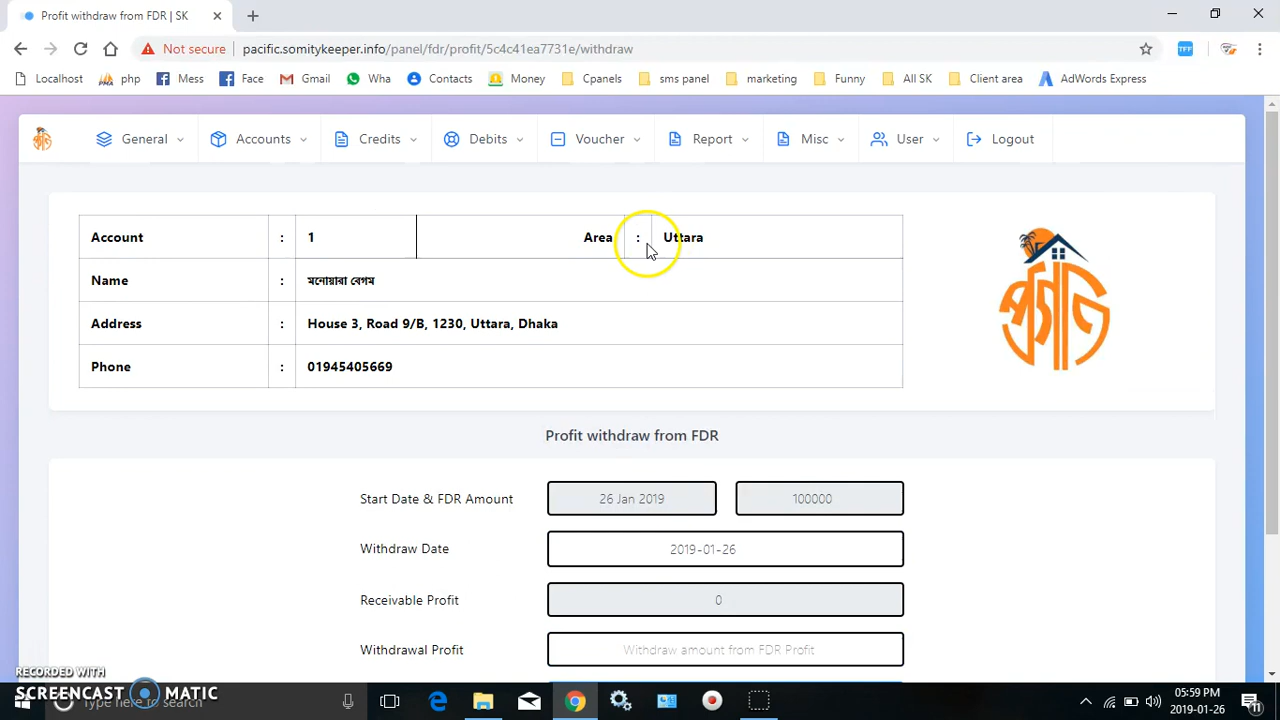 Profit withdraw from FDR | SK
Not secure pacific.somitykeeper.info/panel/fdr/profit/5c4c41ea7731e/withdraw
Localhost php Mess Face Gmail Wha Contacts Money Cpanels sms panel marketing Funny All SK Client area AdWords Express
General Accounts Credits Debits Voucher Report Misc User Logout
Account : 1 Area : Uttara
Name : মনোয়ারা বেগম
Address : House 3, Road 9/B, 1230, Uttara, Dhaka
Phone : 01945405669
Profit withdraw from FDR
Start Date & FDR Amount 26 Jan 2019 100000
Withdraw Date 2019-01-26
Receivable Profit 0
Withdrawal Profit Withdraw amount from FDR Profit
RECORDED WITH
SCREENCAST MATIC
Type here to search
05:59 PM
2019-01-26
11